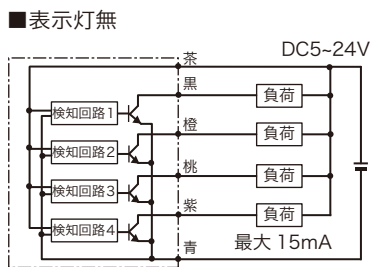 ■表示灯無
DC5~24V
茶
黒
負荷
検知回路1
橙
負荷
検知回路2
桃
負荷
検知回路3
紫
負荷
検知回路4
青
最大 15mA